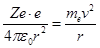 Ze·e / 4πε₀r² = mₑv² / r